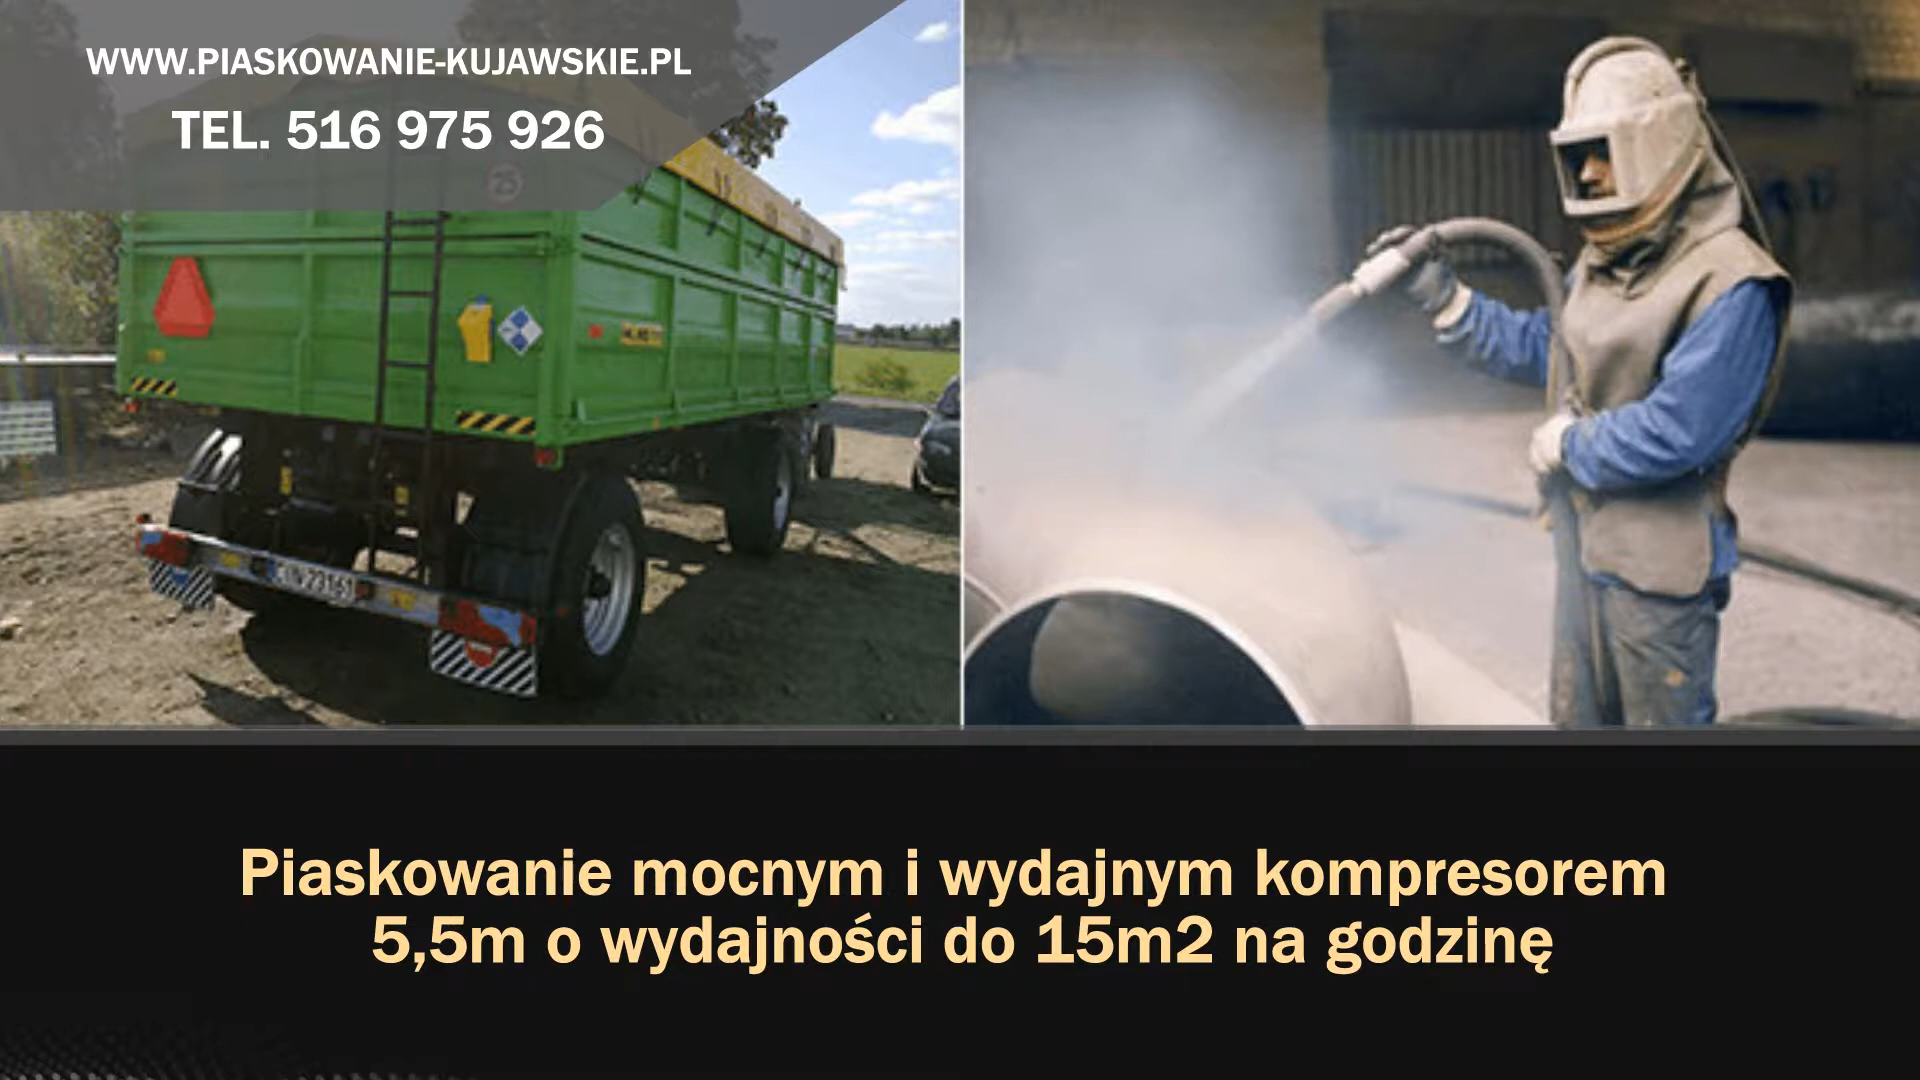 WWW.PIASKOWANIE-KUJAWSKIE.PL
TEL. 516 975 926
25
Piaskowanie mocnym i wydajnym kompresorem
5,5m o wydajności do 15m2 na godzinę